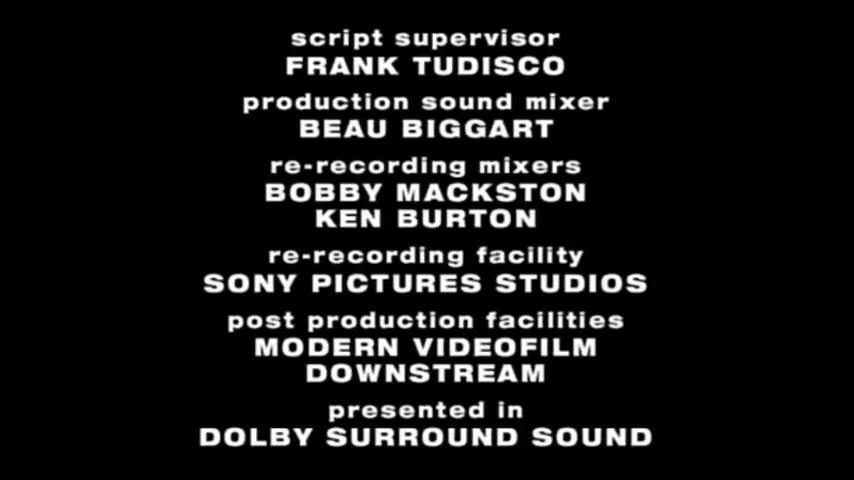 script supervisor
FRANK TUDISCO
production sound mixer
BEAU BIGGART
re-recording mixers
BOBBY MACKSTON
KEN BURTON
re-recording facility
SONY PICTURES STUDIOS
post production facilities
MODERN VIDEOFILM
DOWNSTREAM
presented in
DOLBY SURROUND SOUND